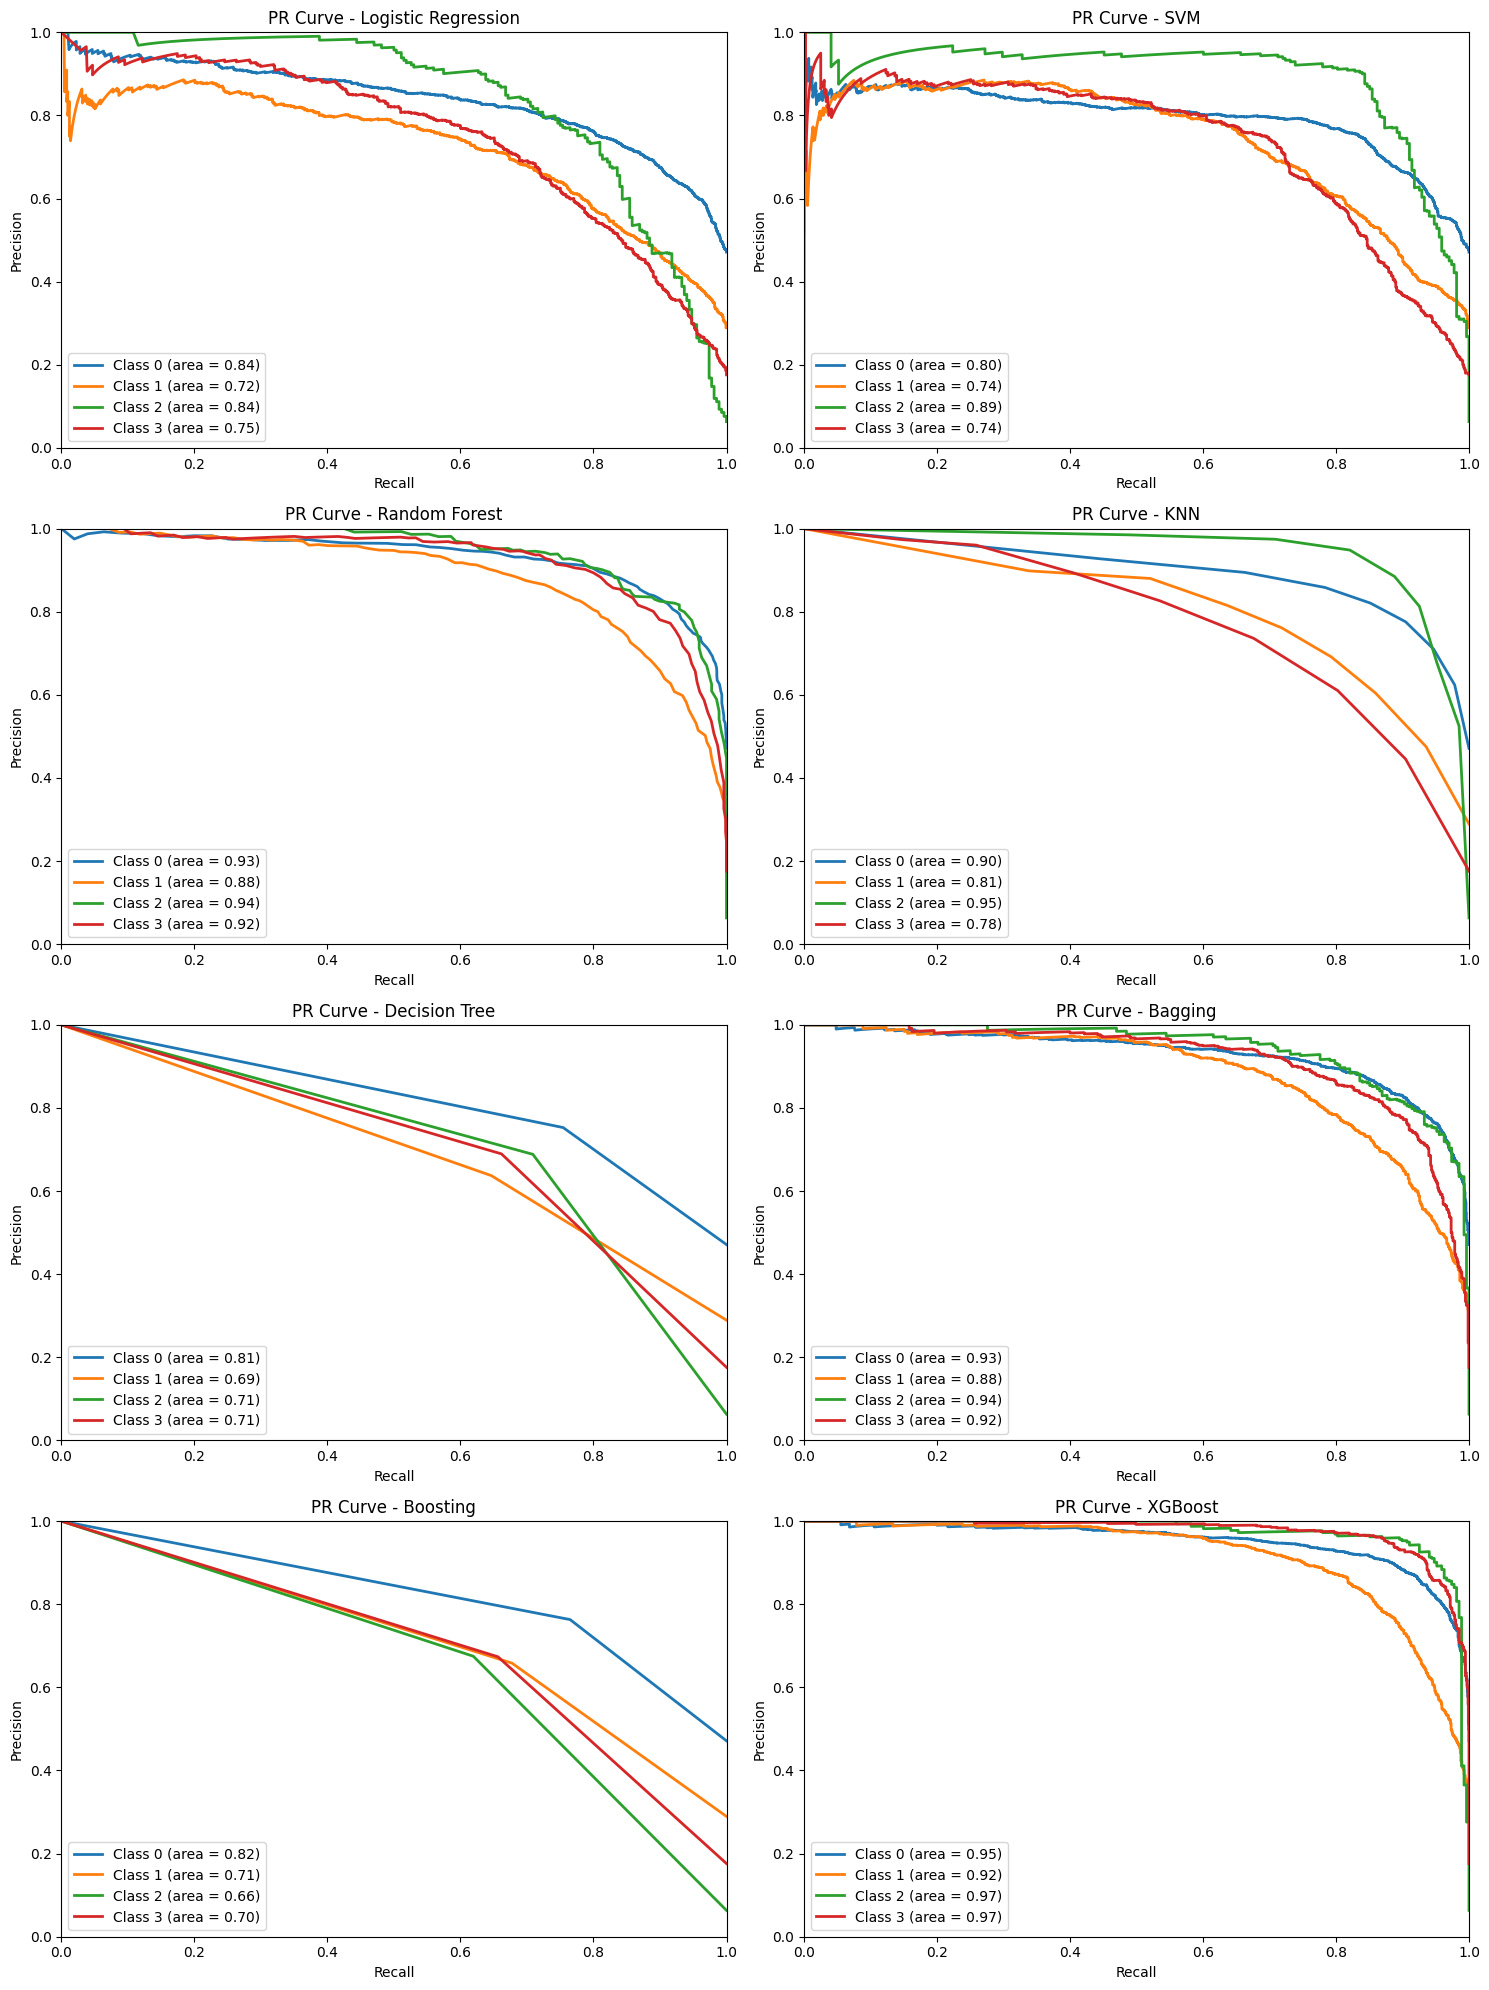 PR Curve - Logistic Regression
1.0
0.8
0.6
0.4
0.2
0.0
Precision
Class 0 (area = 0.84)
Class 1 (area = 0.72)
Class 2 (area = 0.84)
Class 3 (area = 0.75)
0.0 0.2 0.4 0.6 0.8 1.0
Recall
PR Curve - SVM
1.0
0.8
0.6
0.4
0.2
0.0
Precision
Class 0 (area = 0.80)
Class 1 (area = 0.74)
Class 2 (area = 0.89)
Class 3 (area = 0.74)
0.0 0.2 0.4 0.6 0.8 1.0
Recall
PR Curve - Random Forest
1.0
0.8
0.6
0.4
0.2
0.0
Precision
Class 0 (area = 0.93)
Class 1 (area = 0.88)
Class 2 (area = 0.94)
Class 3 (area = 0.92)
0.0 0.2 0.4 0.6 0.8 1.0
Recall
PR Curve - KNN
1.0
0.8
0.6
0.4
0.2
0.0
Precision
Class 0 (area = 0.90)
Class 1 (area = 0.81)
Class 2 (area = 0.95)
Class 3 (area = 0.78)
0.0 0.2 0.4 0.6 0.8 1.0
Recall
PR Curve - Decision Tree
1.0
0.8
0.6
0.4
0.2
0.0
Precision
Class 0 (area = 0.81)
Class 1 (area = 0.69)
Class 2 (area = 0.71)
Class 3 (area = 0.71)
0.0 0.2 0.4 0.6 0.8 1.0
Recall
PR Curve - Bagging
1.0
0.8
0.6
0.4
0.2
0.0
Precision
Class 0 (area = 0.93)
Class 1 (area = 0.88)
Class 2 (area = 0.94)
Class 3 (area = 0.92)
0.0 0.2 0.4 0.6 0.8 1.0
Recall
PR Curve - Boosting
1.0
0.8
0.6
0.4
0.2
0.0
Precision
Class 0 (area = 0.82)
Class 1 (area = 0.71)
Class 2 (area = 0.66)
Class 3 (area = 0.70)
0.0 0.2 0.4 0.6 0.8 1.0
Recall
PR Curve - XGBoost
1.0
0.8
0.6
0.4
0.2
0.0
Precision
Class 0 (area = 0.95)
Class 1 (area = 0.92)
Class 2 (area = 0.97)
Class 3 (area = 0.97)
0.0 0.2 0.4 0.6 0.8 1.0
Recall